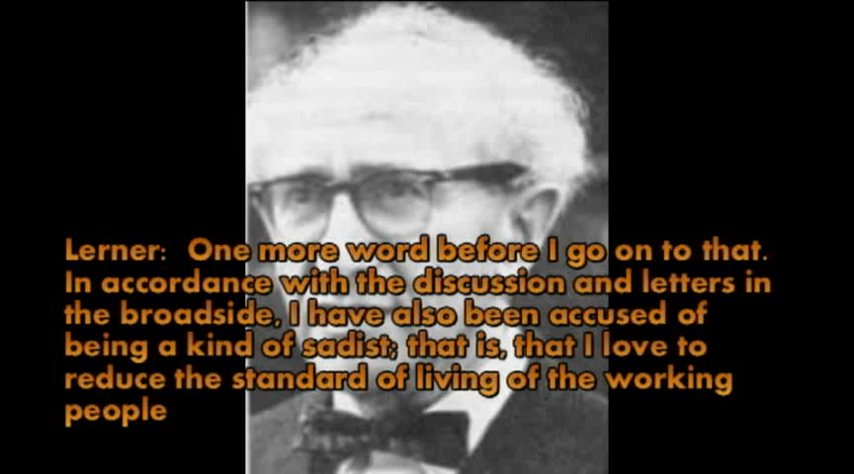 Lerner: One more word before I go on to that.
In accordance with the discussion and letters in
the broadside, I have also been accused of
being a kind of sadist; that is, that I love to
reduce the standard of living of the working
people